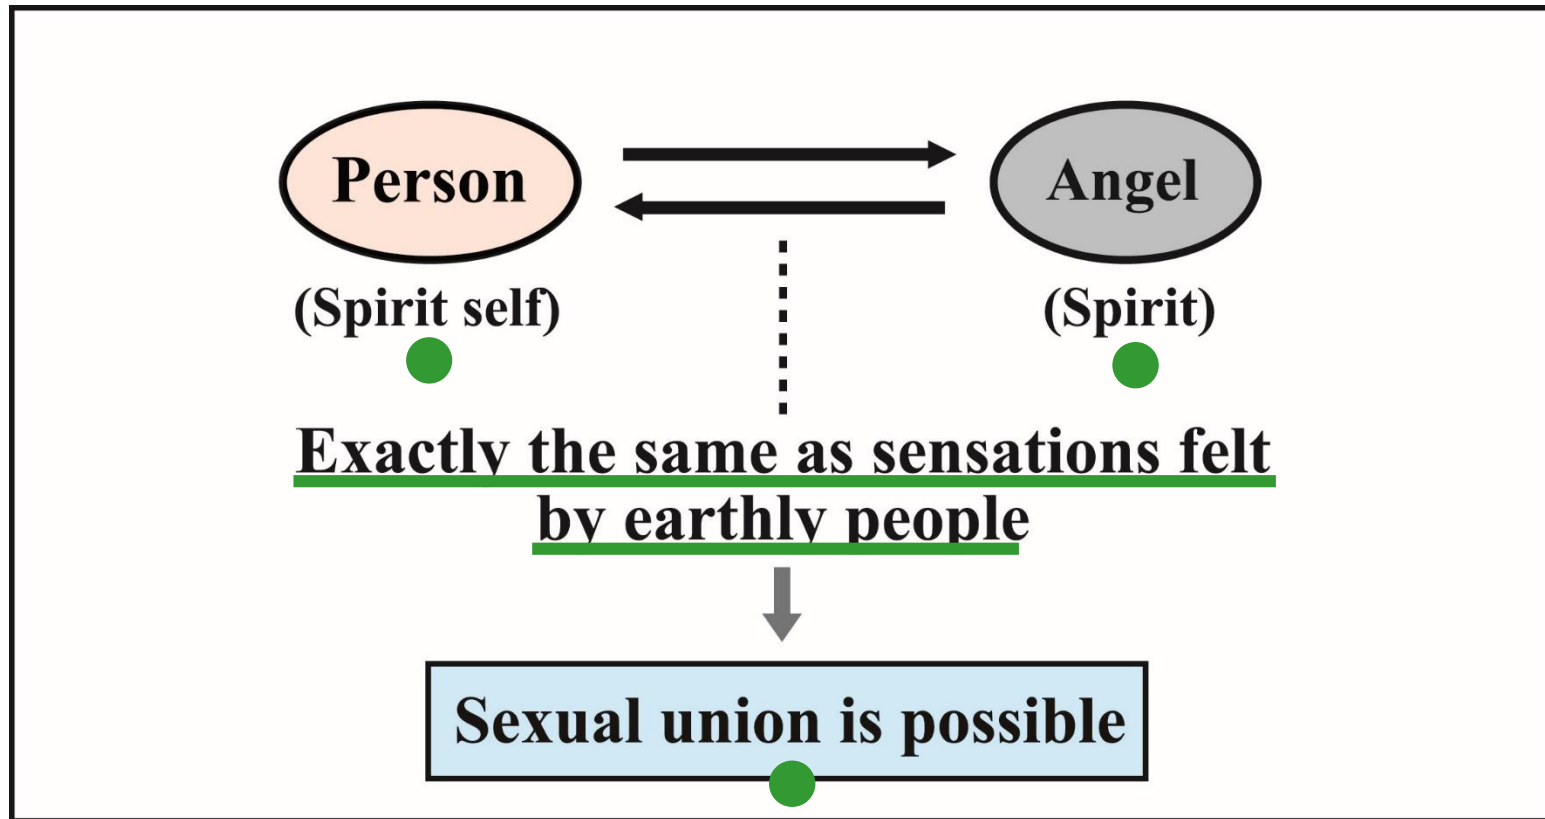 Person
Angel
(Spirit self)
(Spirit)
Exactly the same as sensations felt
by earthly people
Sexual union is possible